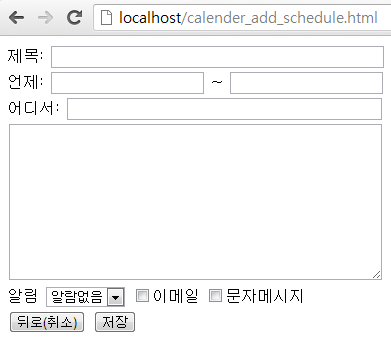 localhost/calender_add_schedule.html
제목:
언제: ~
어디서:
알림 알람없음 이메일 문자메시지
뒤로(취소) 저장